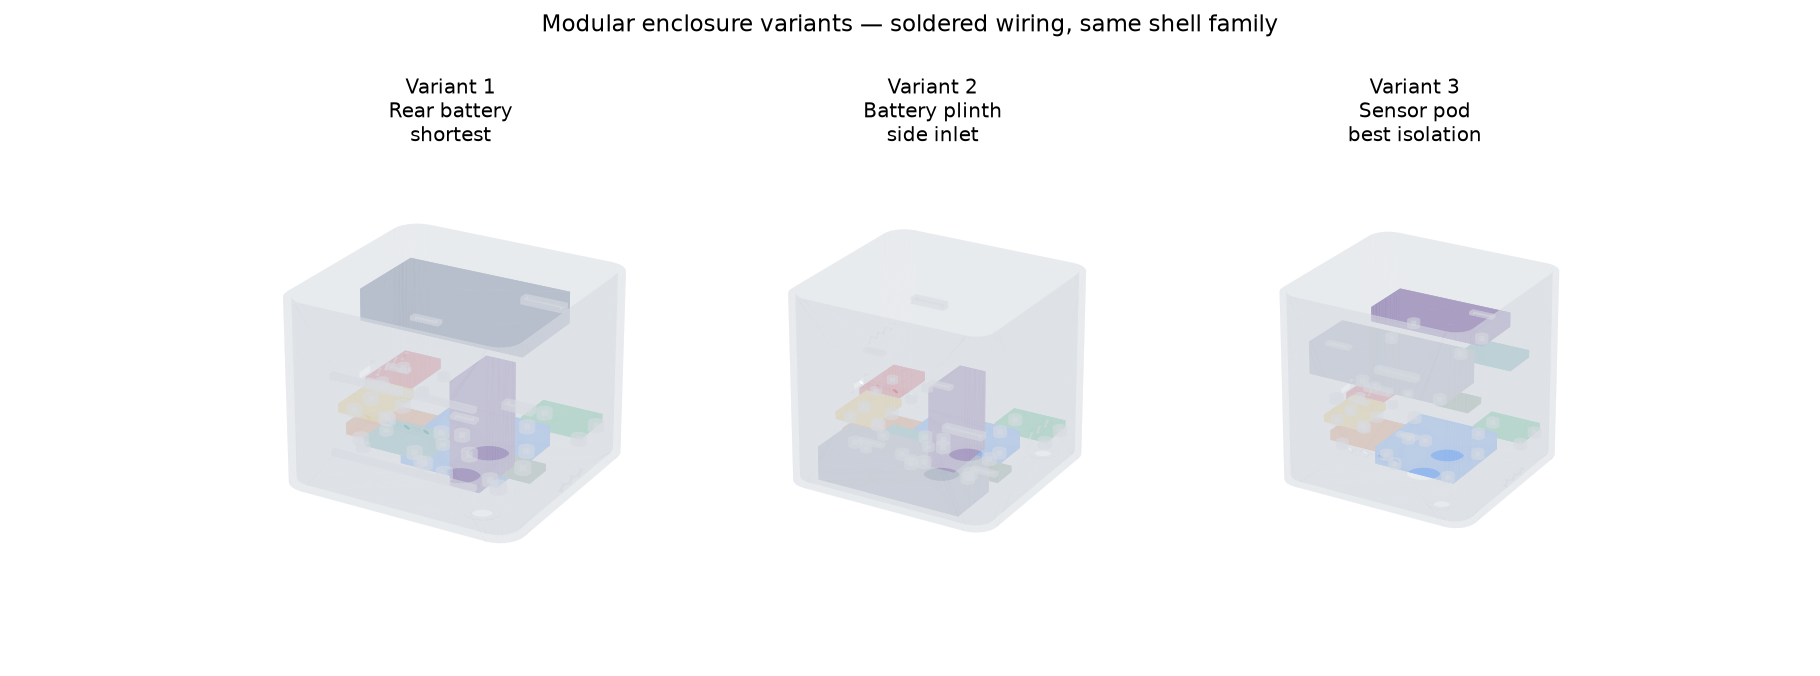 Modular enclosure variants — soldered wiring, same shell family
Variant 1
Rear battery
shortest
Variant 2
Battery plinth
side inlet
Variant 3
Sensor pod
best isolation